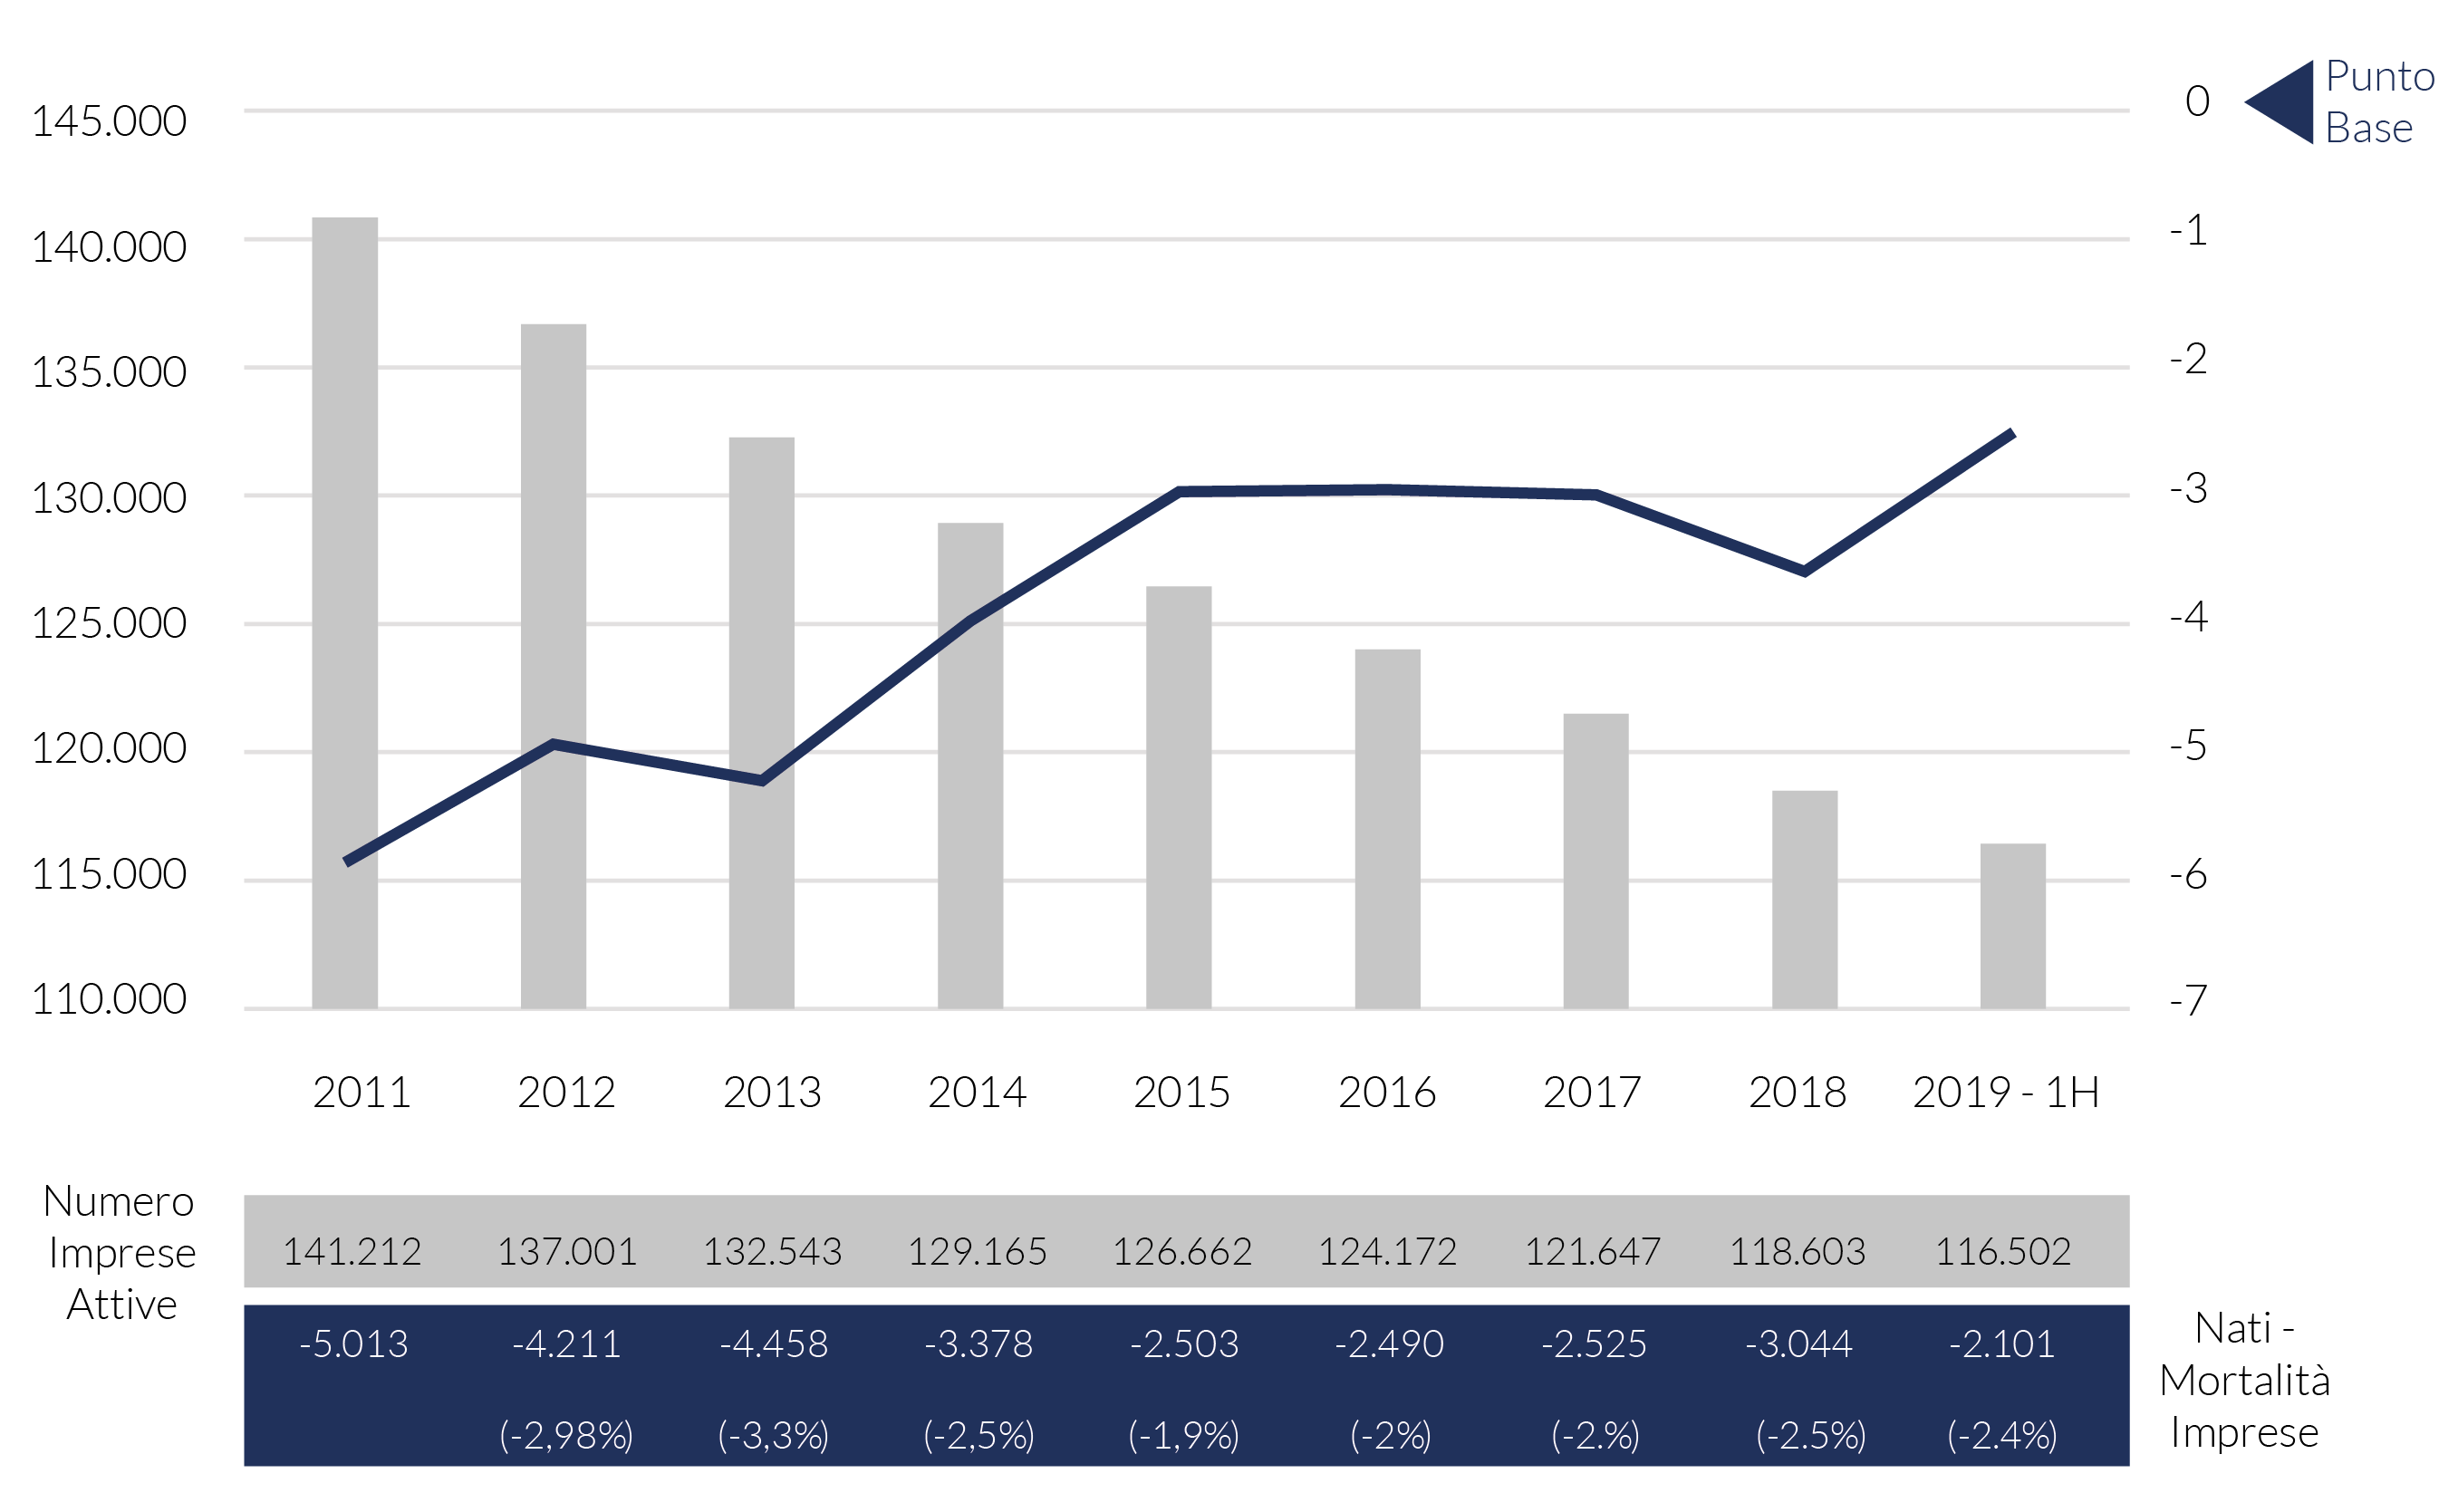 145.000
140.000
135.000
130.000
125.000
120.000
115.000
110.000
0
-1
-2
-3
-4
-5
-6
-7
Punto
Base
2011 2012 2013 2014 2015 2016 2017 2018 2019 - 1H
Numero
Imprese
Attive
141.212 137.001 132.543 129.165 126.662 124.172 121.647 118.603 116.502
-5.013 -4.211 -4.458 -3.378 -2.503 -2.490 -2.525 -3.044 -2.101
(-2,98%) (-3,3%) (-2,5%) (-1,9%) (-2%) (-2.%) (-2.5%) (-2.4%)
Nati -
Mortalità
Imprese